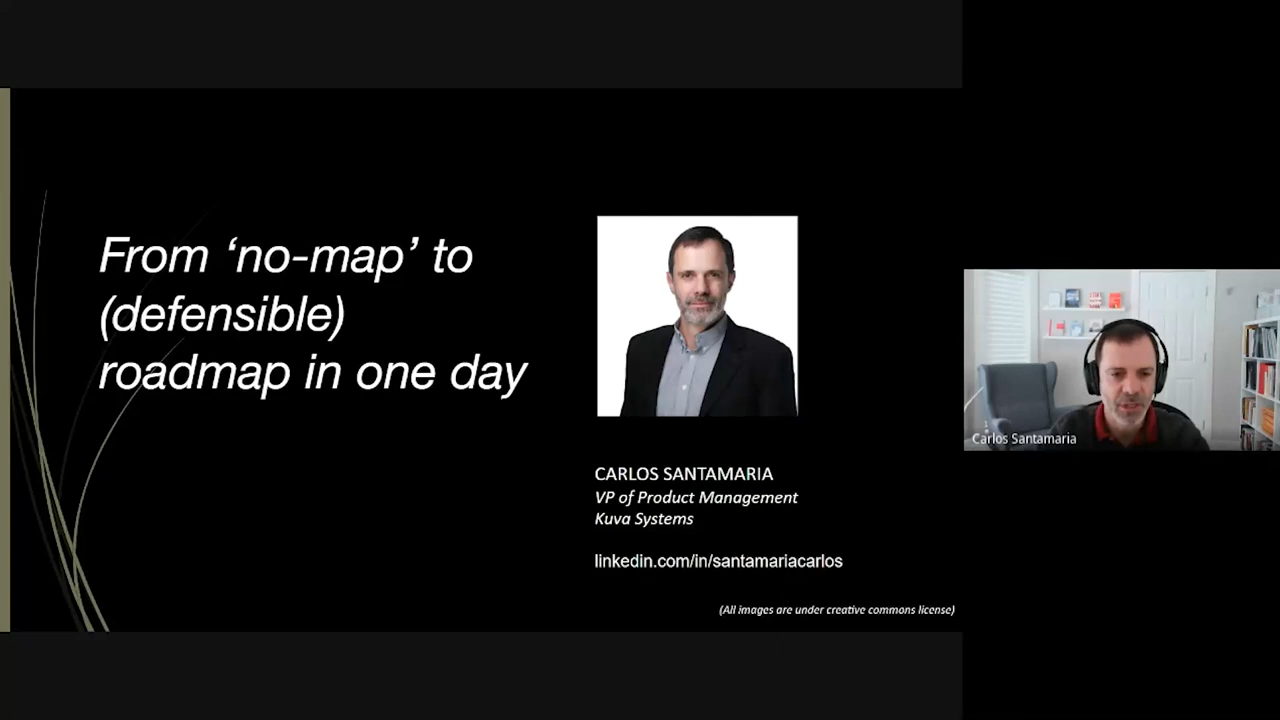 From ‘no-map’ to
(defensible)
roadmap in one day
CARLOS SANTAMARIA
VP of Product Management
Kuva Systems
linkedin.com/in/santamariacarlos
(All images are under creative commons license)
Carlos Santamaria